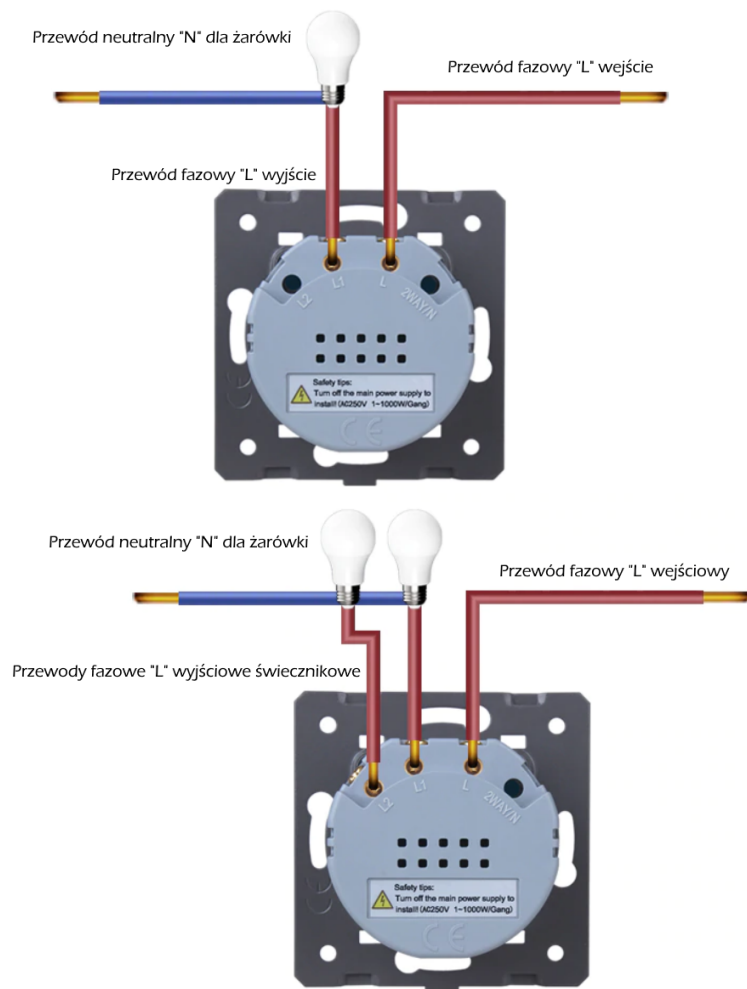 Przewód neutralny "N" dla żarówki
Przewód fazowy "L" wejście
Przewód fazowy "L" wyjście
L2
L1
L
2WAY/N
Safety tips:
Turn off the main power supply to
install! (AC250V 1~1000W/Gang)
CE
CE
Przewód neutralny "N" dla żarówki
Przewód fazowy "L" wejściowy
Przewody fazowe "L" wyjściowe świecznikowe
L2
L1
L
2WAY/N
Safety tips:
Turn off the main power supply to
install! (AC250V 1~1000W/Gang)
CE
CE